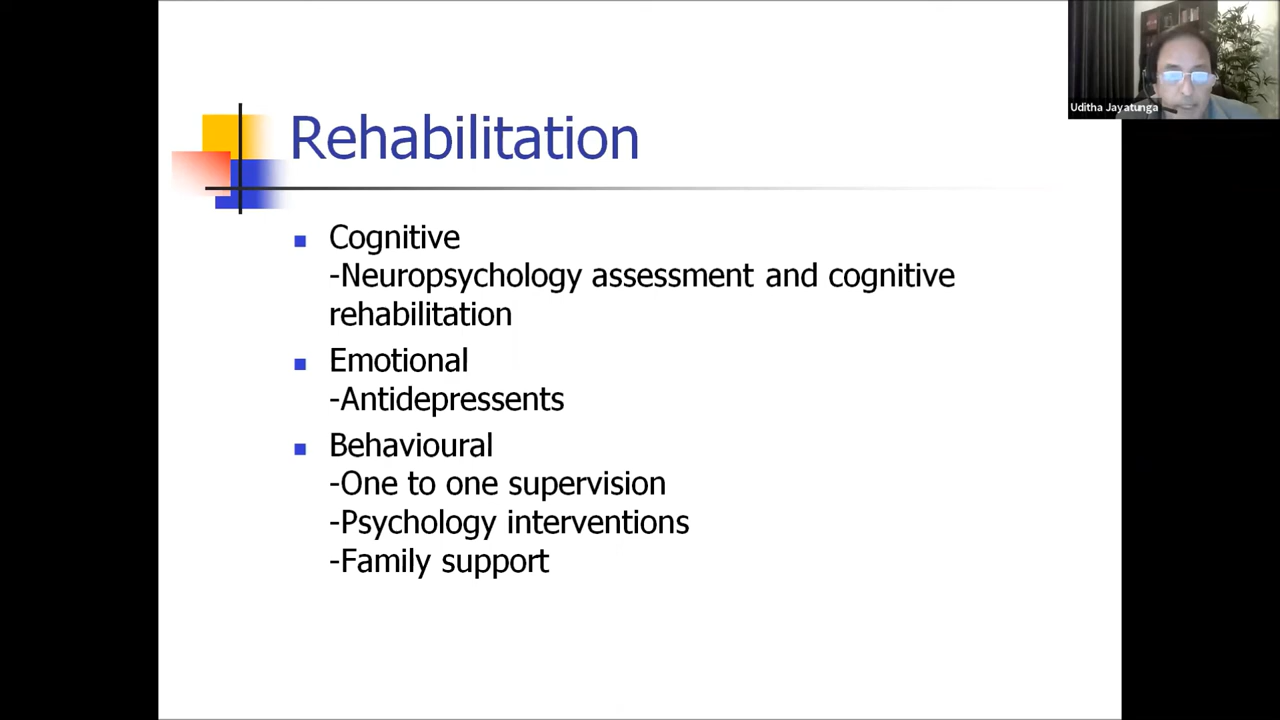 Uditha Jayatunga
Rehabilitation
Cognitive
-Neuropsychology assessment and cognitive
rehabilitation
Emotional
-Antidepressents
Behavioural
-One to one supervision
-Psychology interventions
-Family support